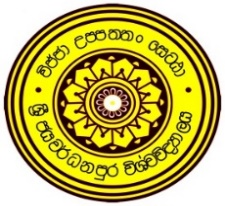 විජ්ජා උප්පතතං සෙට්ඨා
ශ්‍රී ජයවර්ධනපුර විශ්වවිද්‍යාලය